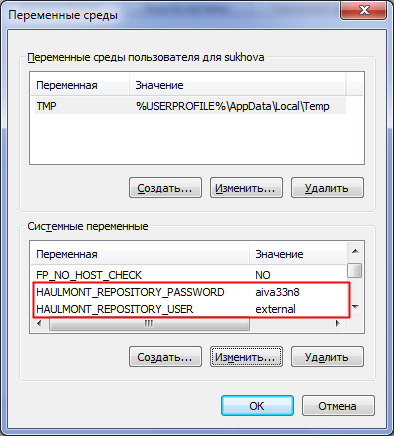 Переменные среды
Переменные среды пользователя для sukhova
Переменная Значение
TMP %USERPROFILE%\AppData\Local\Temp
Создать... Изменить... Удалить
Системные переменные
Переменная Значение
FP_NO_HOST_CHECK NO
HAULMONT_REPOSITORY_PASSWORD aiva33n8
HAULMONT_REPOSITORY_USER external
Создать... Изменить... Удалить
ОК Отмена